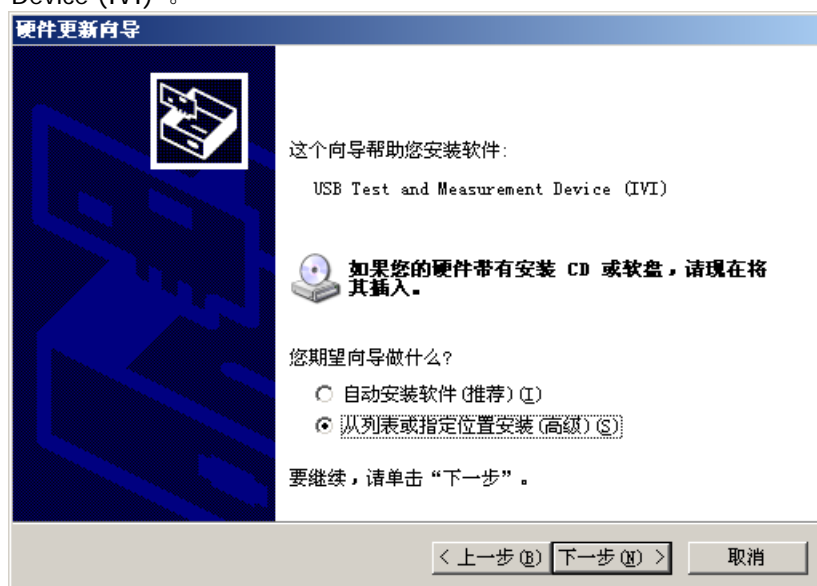 Device (IVI) 。
硬件更新向导
这个向导帮助您安装软件:
USB Test and Measurement Device (IVI)
如果您的硬件带有安装 CD 或软盘，请现在将
其插入。
您期望向导做什么?
自动安装软件(推荐)(I)
从列表或指定位置安装(高级)(S)
要继续，请单击“下一步”。
< 上一步(B) 下一步(N) > 取消